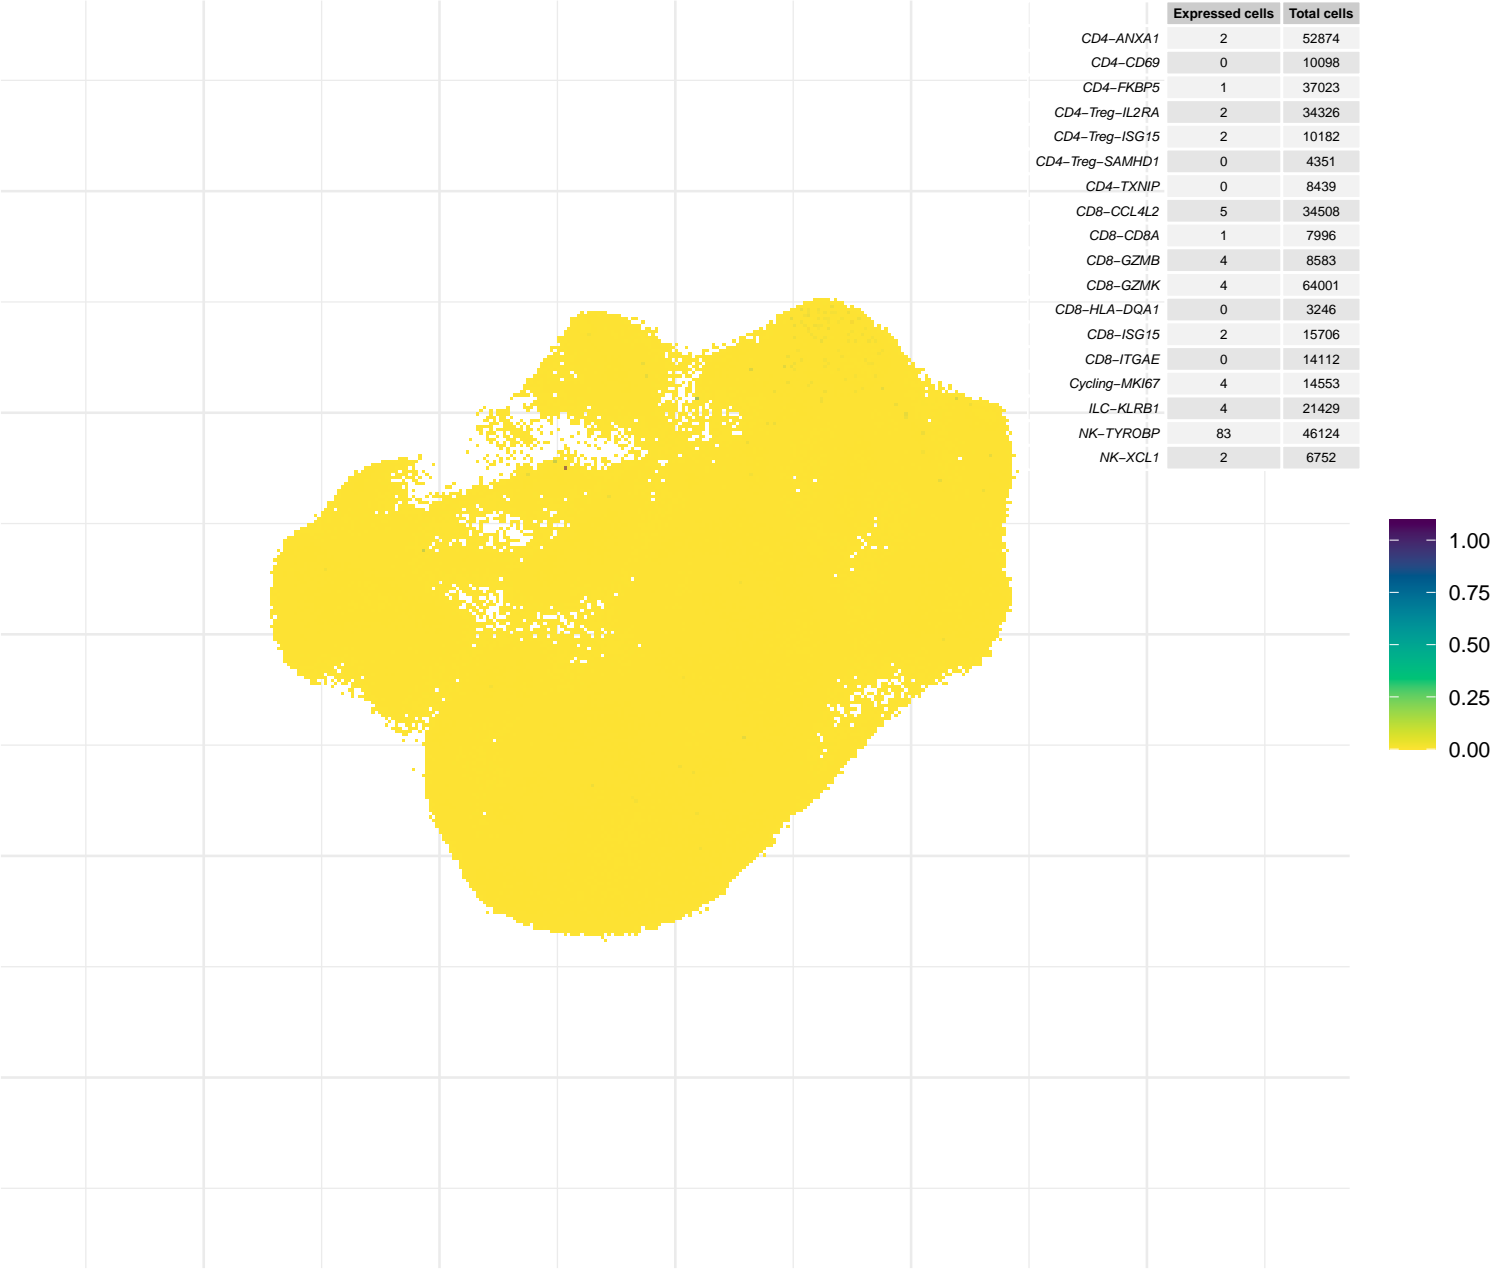 Expressed cells Total cells
CD4−ANXA1 2 52874
CD4−CD69 0 10098
CD4−FKBP5 1 37023
CD4−Treg−IL2RA 2 34326
CD4−Treg−ISG15 2 10182
CD4−Treg−SAMHD1 0 4351
CD4−TXNIP 0 8439
CD8−CCL4L2 5 34508
CD8−CD8A 1 7996
CD8−GZMB 4 8583
CD8−GZMK 4 64001
CD8−HLA−DQA1 0 3246
CD8−ISG15 2 15706
CD8−ITGAE 0 14112
Cycling−MKI67 4 14553
ILC−KLRB1 4 21429
NK−TYROBP 83 46124
NK−XCL1 2 6752
1.00
0.75
0.50
0.25
0.00